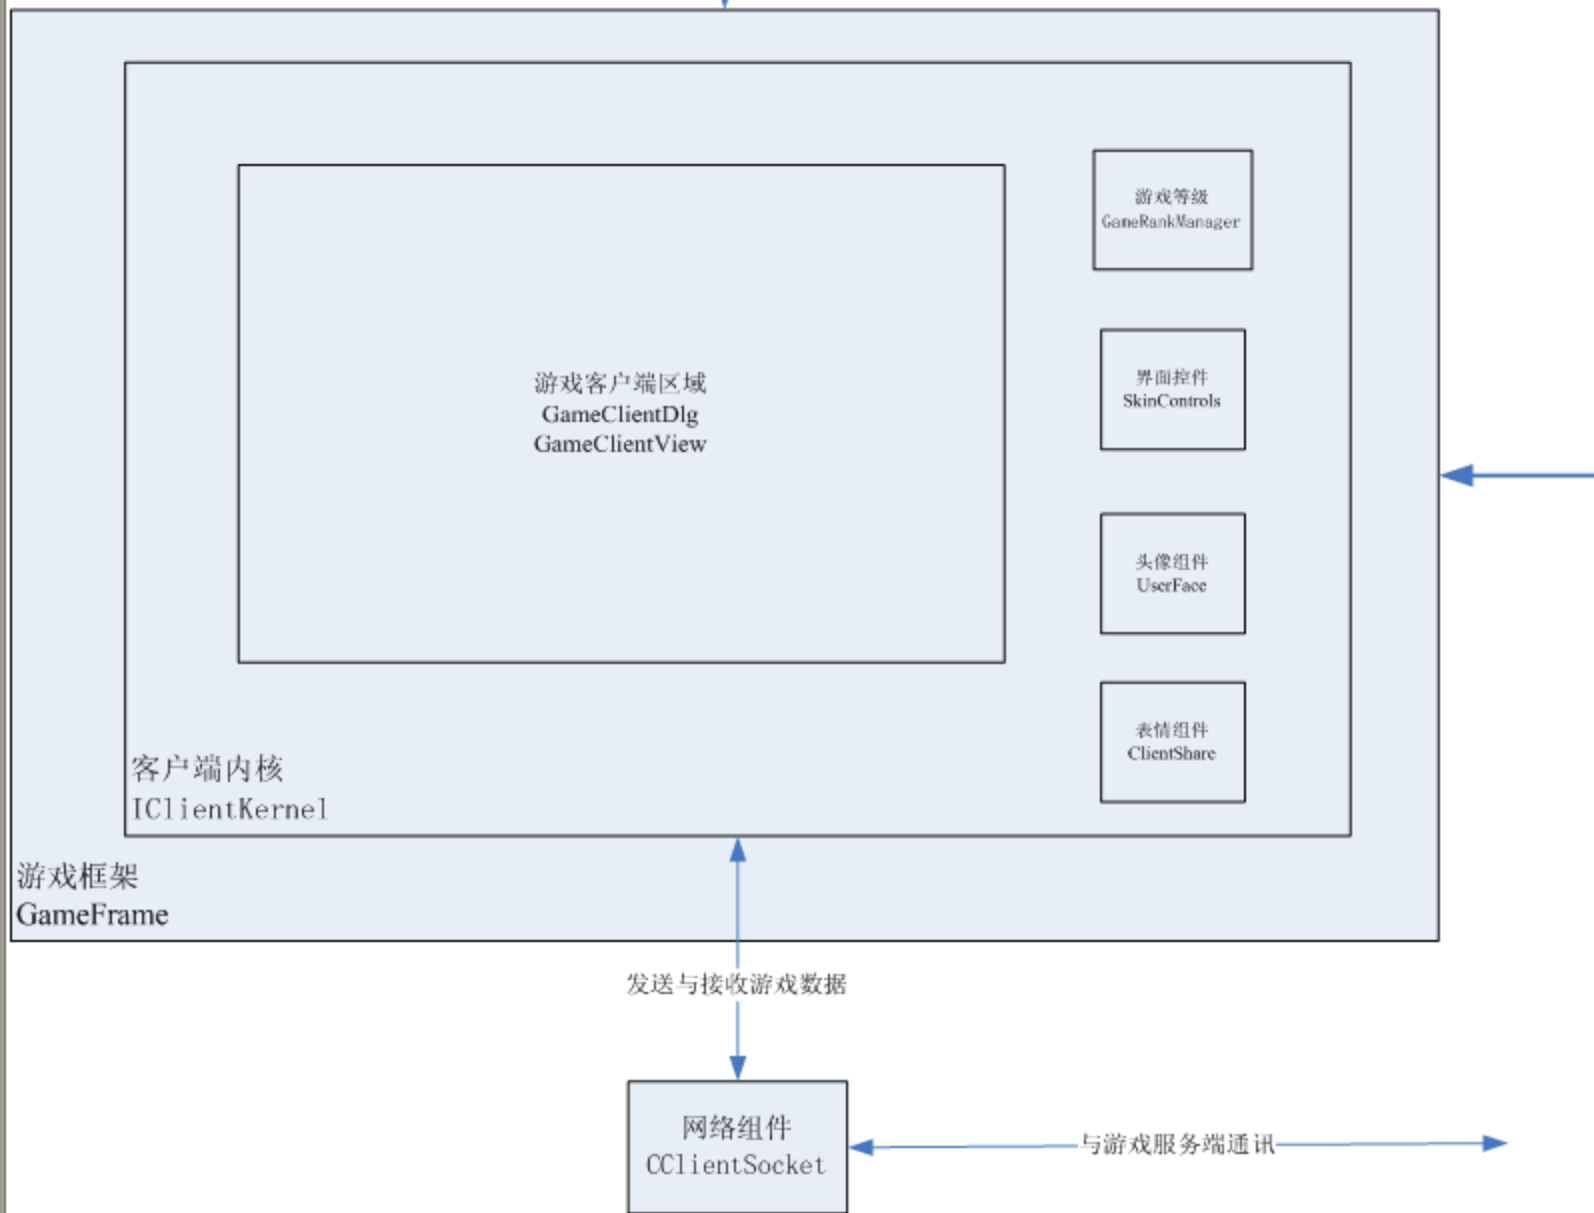 游戏等级
GameRankManager
界面控件
SkinControls
游戏客户端区域
GameClientDlg
GameClientView
头像组件
UserFace
表情组件
ClientShare
客户端内核
IClientKernel
游戏框架
GameFrame
发送与接收游戏数据
网络组件
CClientSocket
与游戏服务端通讯